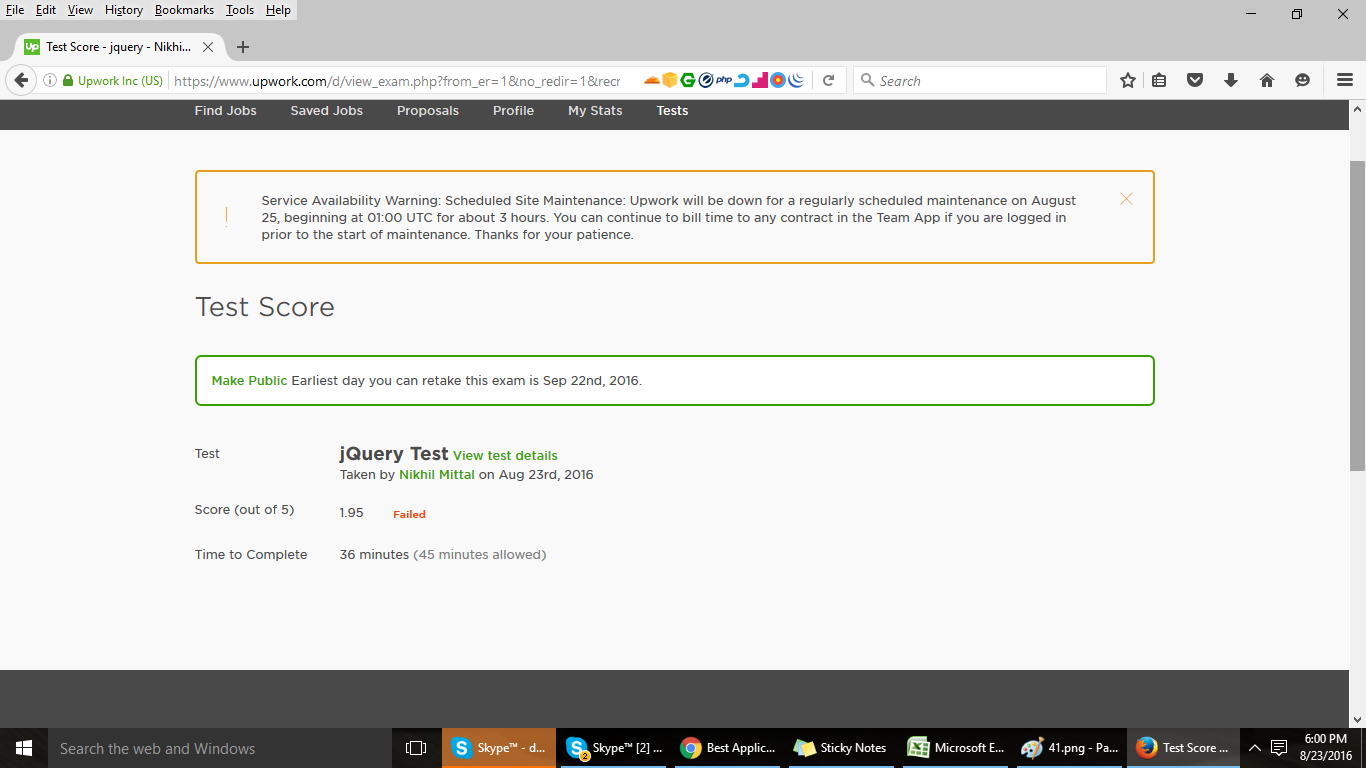 File Edit View History Bookmarks Tools Help
Up Test Score - jquery - Nikhi...
Upwork Inc (US) https://www.upwork.com/d/view_exam.php?from_er=1&no_redir=1&recr php Search
Find Jobs Saved Jobs Proposals Profile My Stats Tests
Service Availability Warning: Scheduled Site Maintenance: Upwork will be down for a regularly scheduled maintenance on August
25, beginning at 01:00 UTC for about 3 hours. You can continue to bill time to any contract in the Team App if you are logged in
prior to the start of maintenance. Thanks for your patience.
Test Score
Make Public Earliest day you can retake this exam is Sep 22nd, 2016.
Test jQuery Test View test details
Taken by Nikhil Mittal on Aug 23rd, 2016
Score (out of 5) 1.95 Failed
Time to Complete 36 minutes (45 minutes allowed)
Search the web and Windows
Skype™ - d...
2 Skype™ [2] ...
Best Applic...
Sticky Notes
Microsoft E...
41.png - Pa...
Test Score ...
6:00 PM
8/23/2016